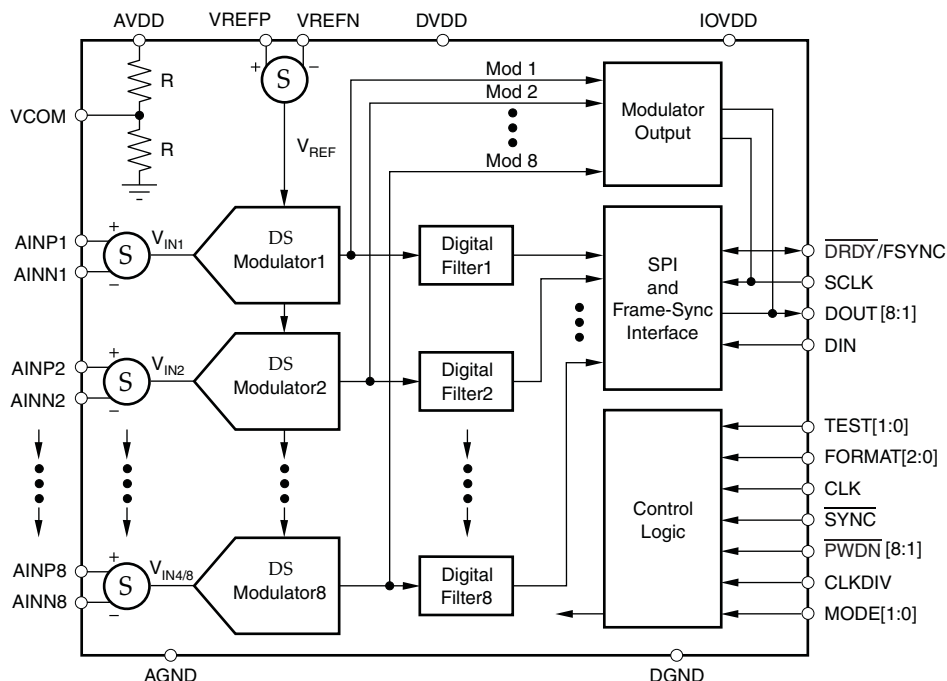 AVDD VREFP VREFN DVDD IOVDD
R
VCOM
R
+ S −
VREF
Mod 1
Mod 2
Mod 8
Modulator
Output
AINP1
AINN1
+
S
−
VIN1
DS
Modulator1
Digital
Filter1
SPI
and
Frame-Sync
Interface
DRDY/FSYNC
SCLK
DOUT[8:1]
DIN
AINP2
AINN2
+
S
−
VIN2
DS
Modulator2
Digital
Filter2
TEST[1:0]
FORMAT[2:0]
CLK
SYNC
PWDN[8:1]
CLKDIV
MODE[1:0]
Control
Logic
AINP8
AINN8
+
S
−
VIN4/8
DS
Modulator8
Digital
Filter8
AGND DGND